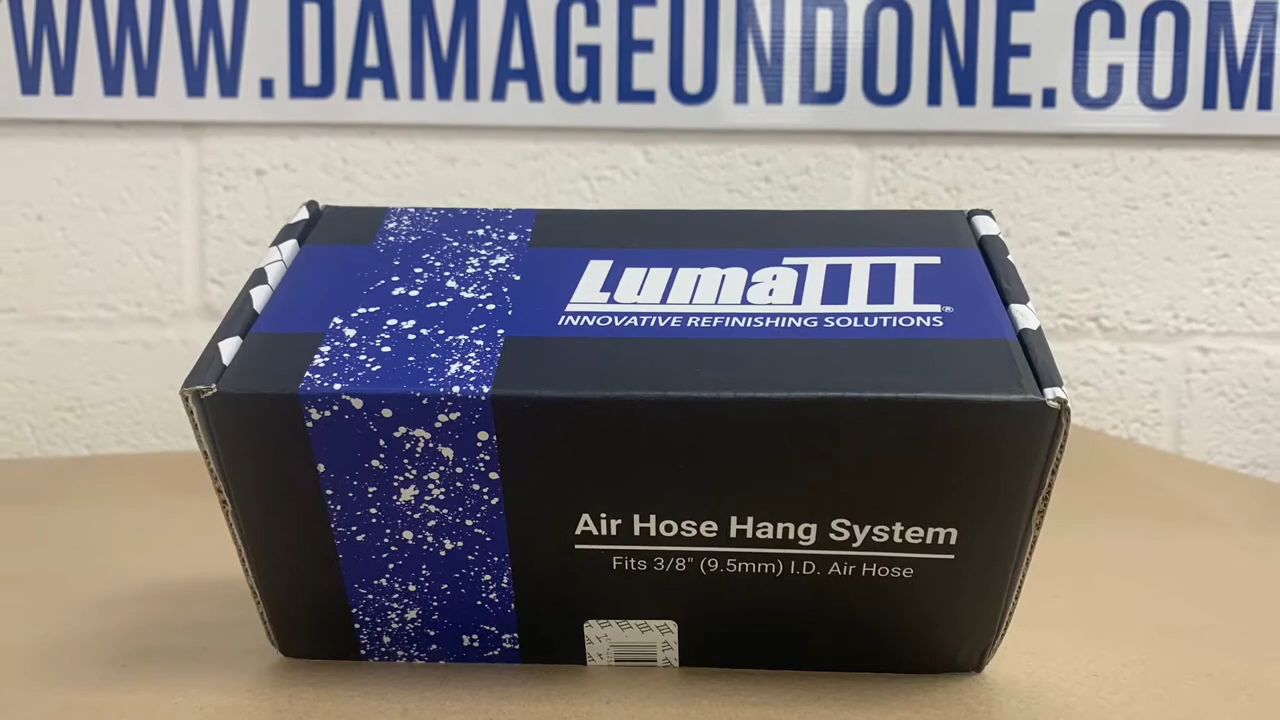 WWW.DAMAGEUNDONE.COM
LumaIII®
INNOVATIVE REFINISHING SOLUTIONS
Air Hose Hang System
Fits 3/8" (9.5mm) I.D. Air Hose